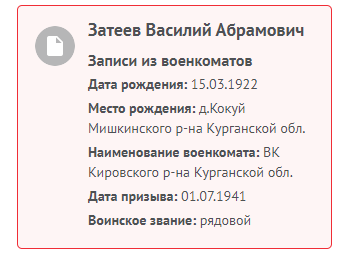 Затеев Василий Абрамович
Записи из военкоматов
Дата рождения: 15.03.1922
Место рождения: д.Кокуй
Мишкинского р-на Курганской обл.
Наименование военкомата: ВК
Кировского р-на Курганской обл.
Дата призыва: 01.07.1941
Воинское звание: рядовой